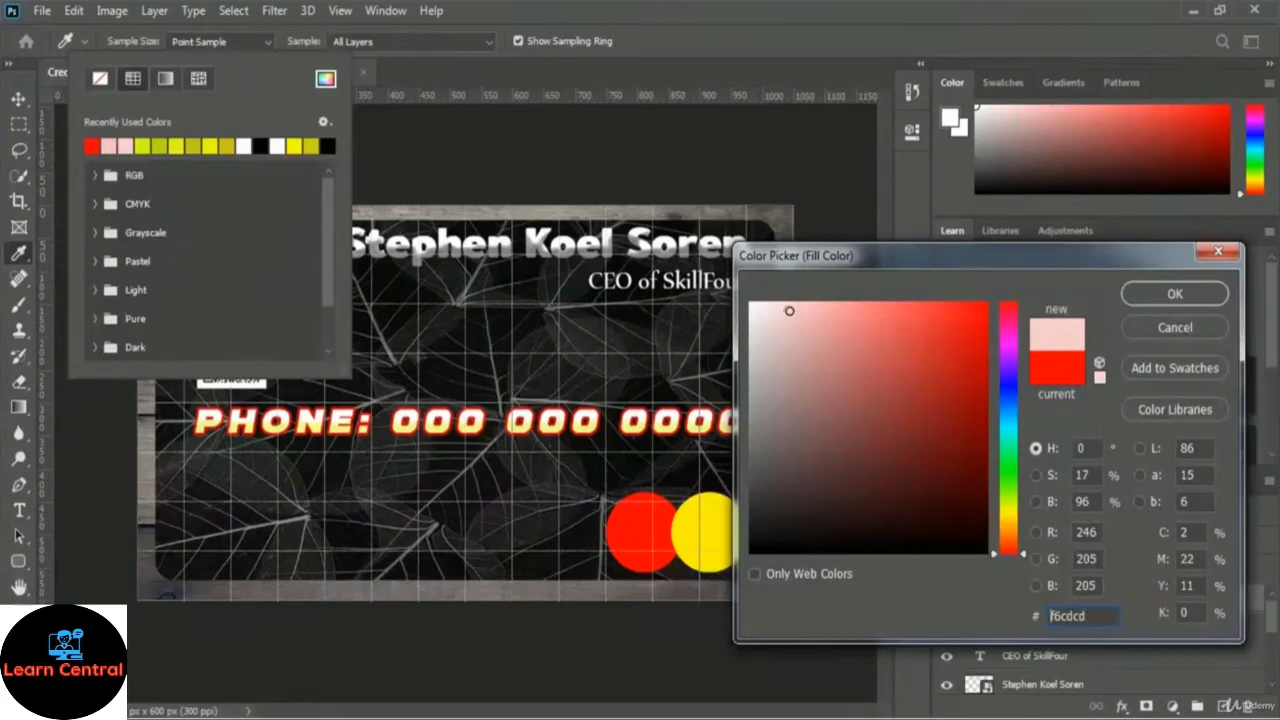 Ps File Edit Image Layer Type Select Filter 3D View Window Help
Sample Size: Point Sample Sample: All Layers Show Sampling Ring
0 350 400 450 500 550 600 650 700 750 800 850 900 950 1000 1050 1100 1150
Recently Used Colors
RGB
CMYK
Grayscale
Pastel
Light
Pure
Dark
Color Swatches Gradients Patterns
Learn Libraries Adjustments
Stephen Koel Soren
CEO of SkillFour
PHONE: 000 000 0000
Color Picker (Fill Color)
new
current
OK
Cancel
Add to Swatches
Color Libraries
H: 0 ° L: 86
S: 17 % a: 15
B: 96 % b: 6
R: 246 C: 2 %
G: 205 M: 22 %
B: 205 Y: 11 %
# f6cdcd K: 0 %
Only Web Colors
T CEO of SkillFour
Stephen Koel Soren
fx
Udemy
px x 600 px (300 ppi)
Learn Central